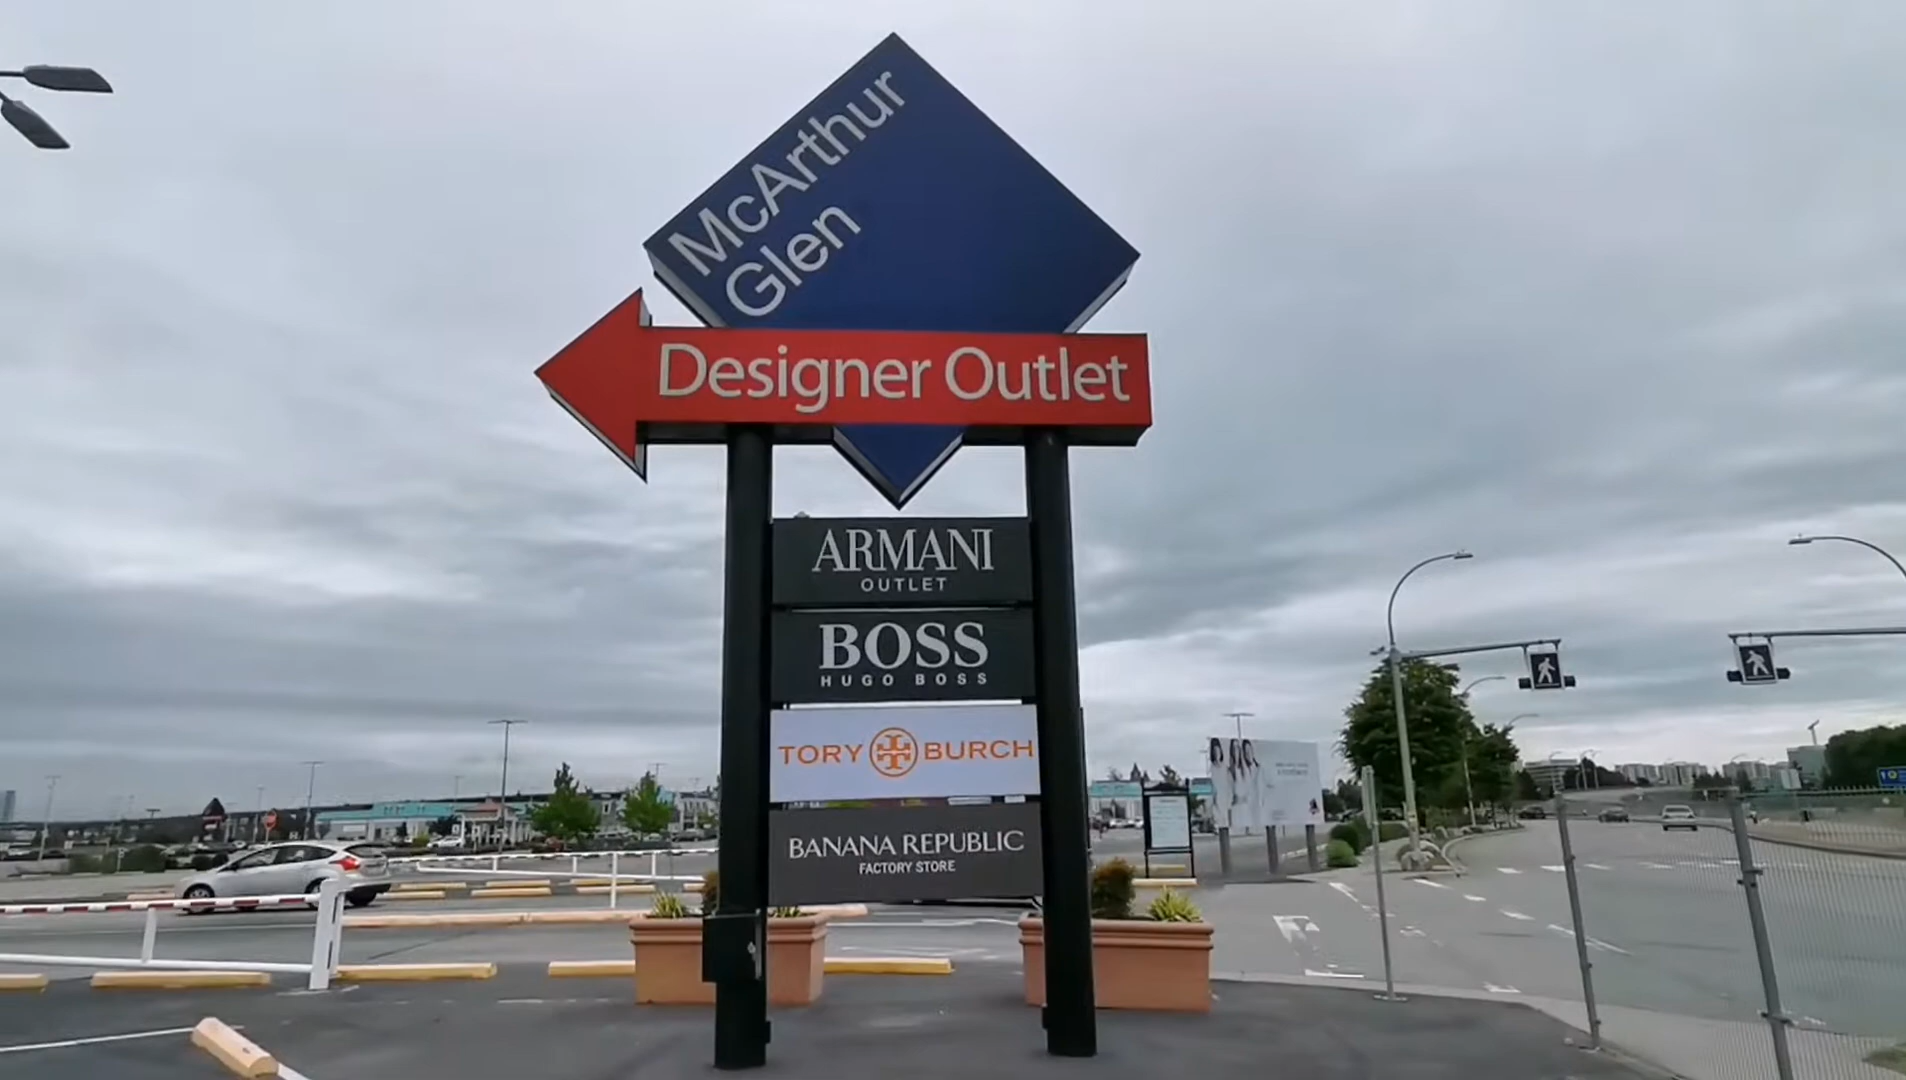 McArthur
Glen
Designer Outlet
ARMANI
OUTLET
BOSS
HUGO BOSS
TORY BURCH
BANANA REPUBLIC
FACTORY STORE